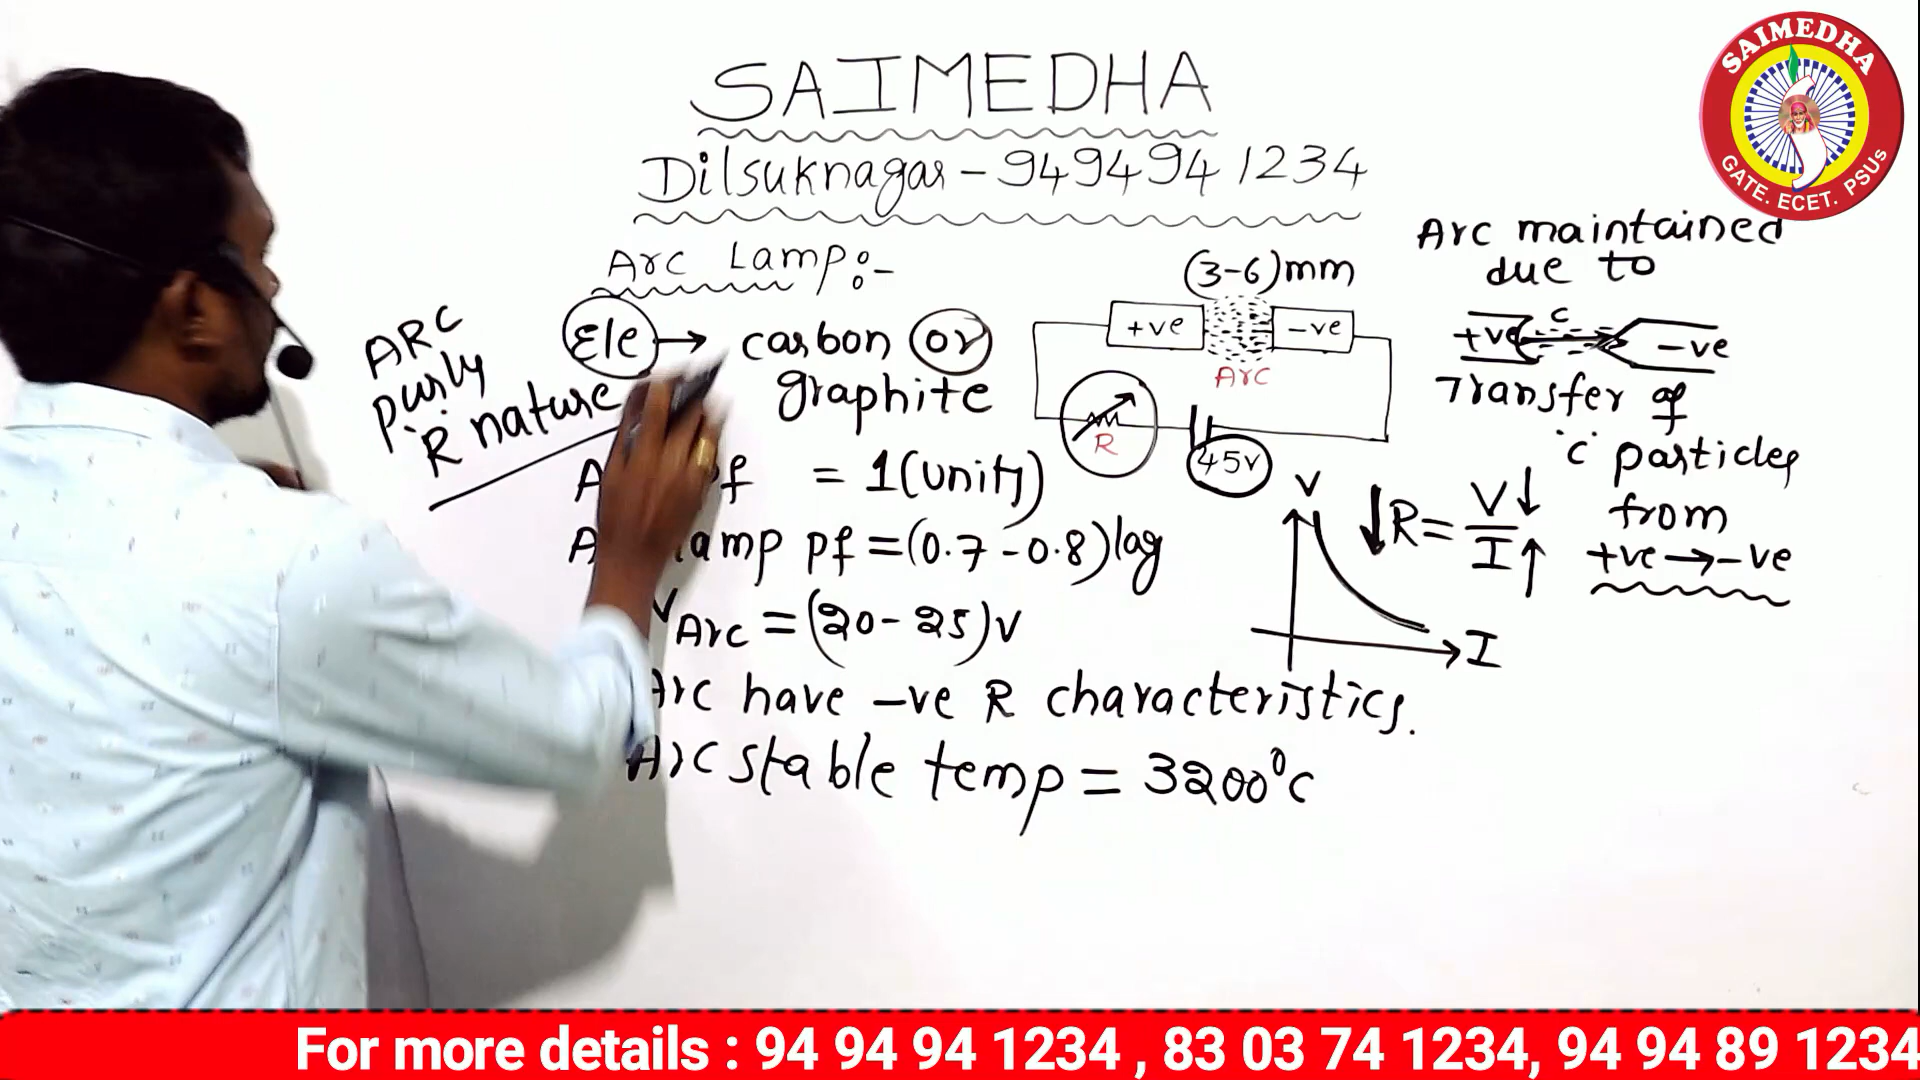 SAIMEDHA
Dilsuknagar - 9494941234
SAIMEDHA
GATE. ECET. PSUs
Arc Lamp:-
ARC
purly
R nature
Ele → carbon or
graphite
pf = 1(unity)
lamp pf = (0.7 - 0.8) lag
V Arc = (20 - 25)V
Arc have -ve R characteristics.
Arc stable temp = 3200°c
(3-6)mm
+ve
-ve
Arc
R
45v
V
I
↓R = V↓
I↑
Arc maintained
due to
+ve c -ve
Transfer of
'c' particles
from
+ve → -ve
For more details : 94 94 94 1234 , 83 03 74 1234, 94 94 89 1234